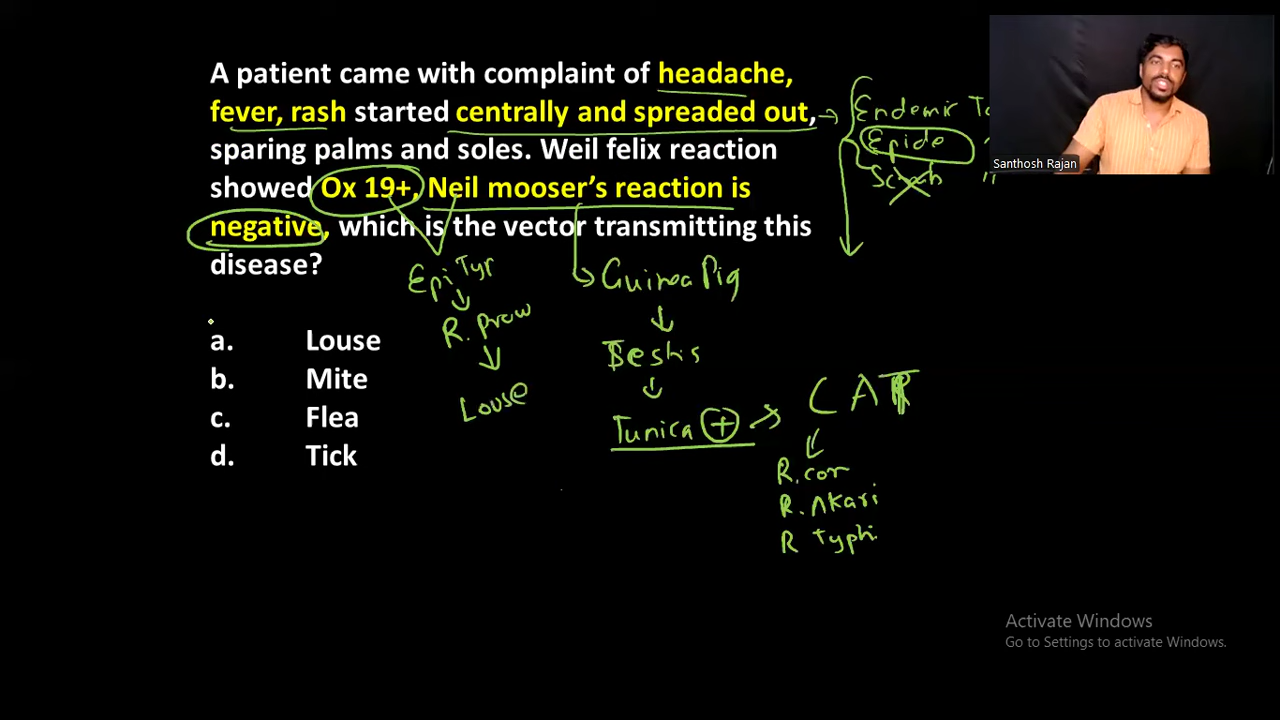 A patient came with complaint of headache,
fever, rash started centrally and spreaded out,
sparing palms and soles. Weil felix reaction
showed Ox 19+, Neil mooser's reaction is
negative, which is the vector transmitting this
disease?
a. Louse
b. Mite
c. Flea
d. Tick
Endemic
Epide
Scrub "
Epi Typ
R. prow
Louse
Guinea Pig
Testis
Tunica +
C A T
R. con
R. Akari
R Typhi
Santhosh Rajan
Activate Windows
Go to Settings to activate Windows.